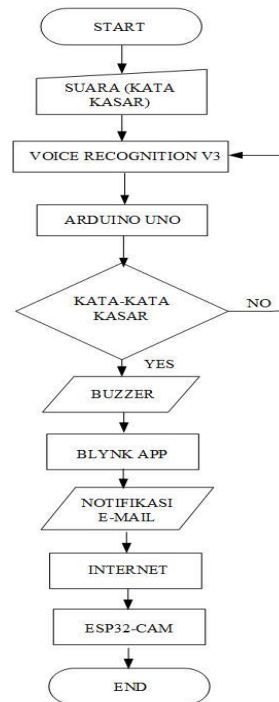 START
SUARA (KATA
KASAR)
VOICE RECOGNITION V3
ARDUINO UNO
KATA-KATA
KASAR
NO
YES
BUZZER
BLYNK APP
NOTIFIKASI
E-MAIL
INTERNET
ESP32-CAM
END